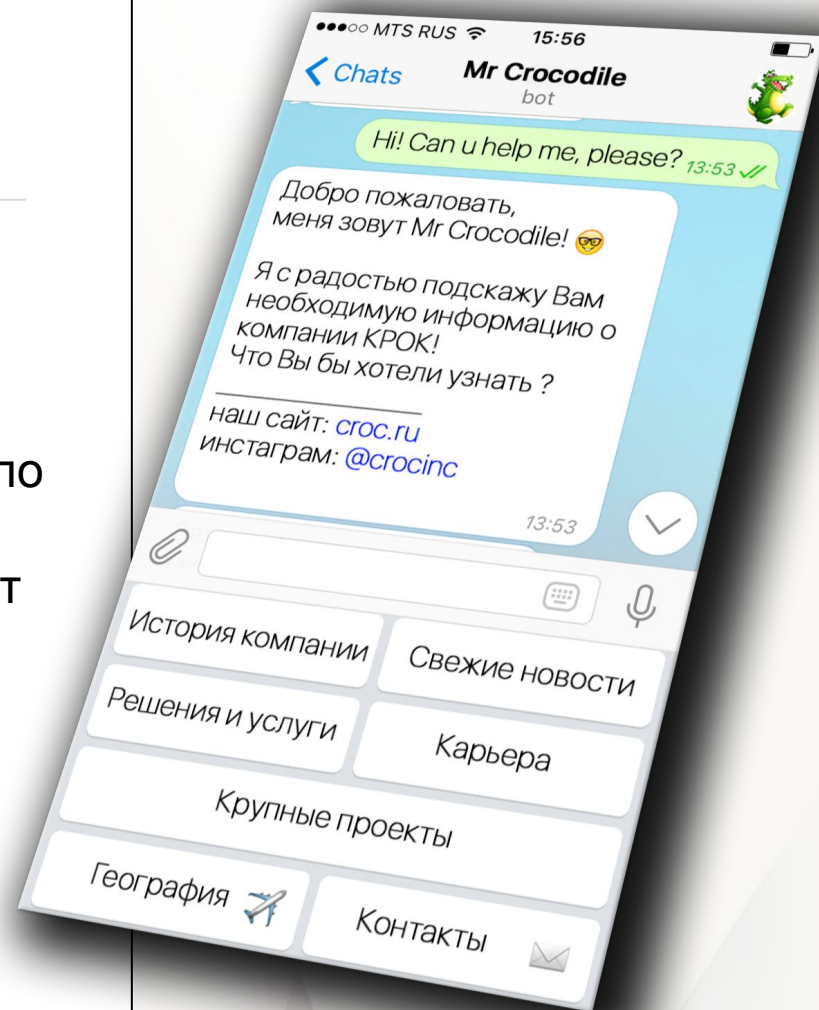 MTS RUS 15:56
Chats Mr Crocodile
bot
Hi! Can u help me, please? 13:53
Добро пожаловать,
меня зовут Mr Crocodile!
Я с радостью подскажу Вам
необходимую информацию о
компании КРОК!
Что Вы бы хотели узнать ?
наш сайт: croc.ru
инстаграм: @crocinc
13:53
История компании Свежие новости
Решения и услуги Карьера
Крупные проекты
География Контакты